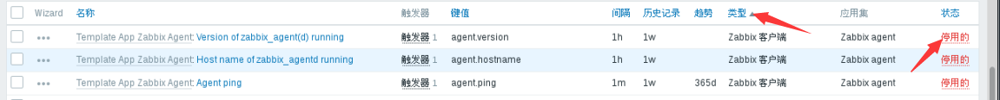 Wizard 名称 触发器 键值 间隔 历史记录 趋势 类型 应用集 状态
Template App Zabbix Agent: Version of zabbix_agent(d) running 触发器 1 agent.version 1h 1w Zabbix 客户端 Zabbix agent 停用的
Template App Zabbix Agent: Host name of zabbix_agentd running 触发器 1 agent.hostname 1h 1w Zabbix 客户端 Zabbix agent 停用的
Template App Zabbix Agent: Agent ping 触发器 1 agent.ping 1m 1w 365d Zabbix 客户端 Zabbix agent 停用的